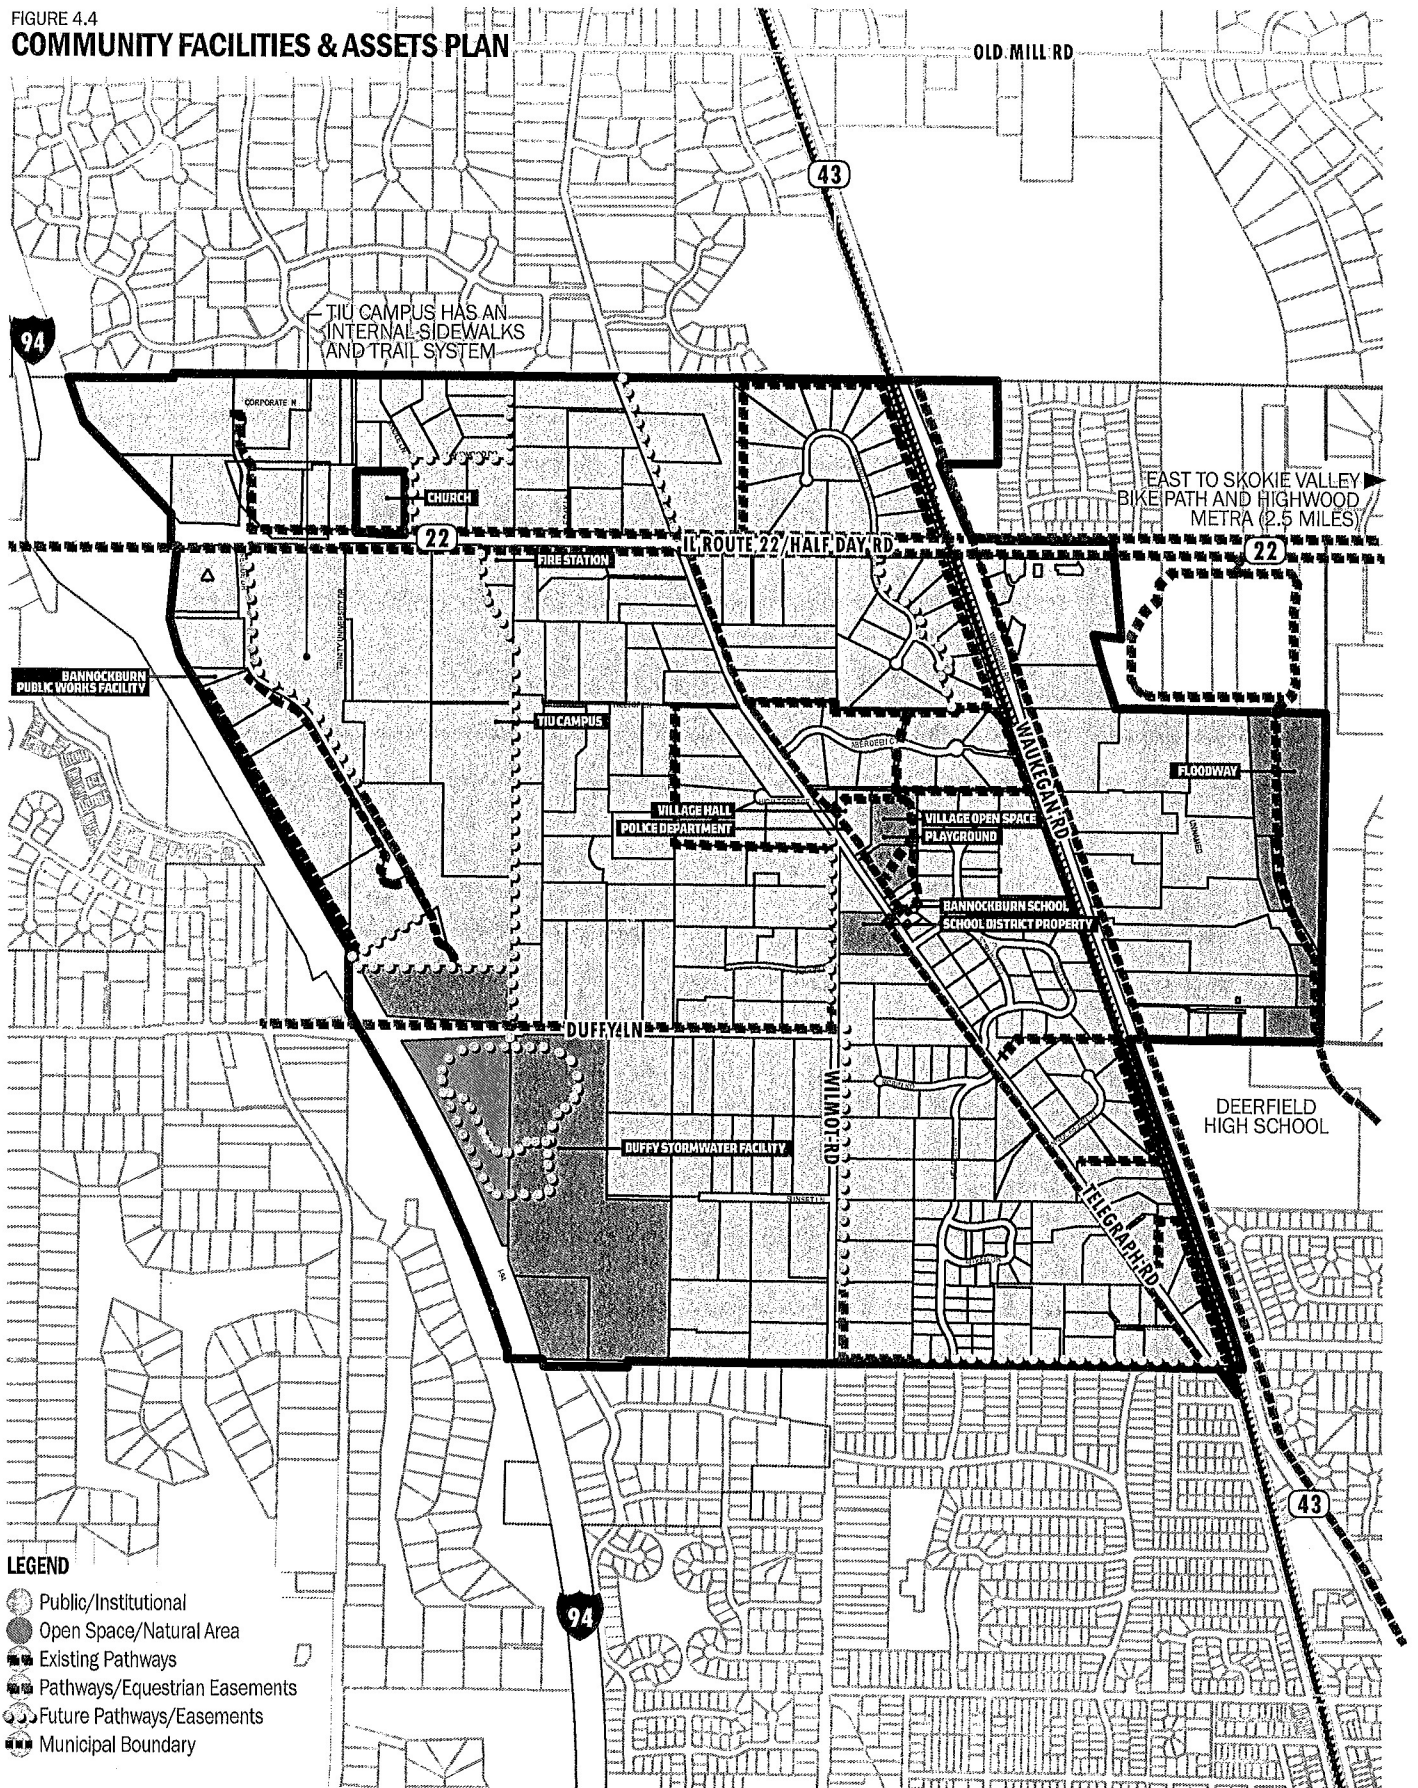 FIGURE 4.4
COMMUNITY FACILITIES & ASSETS PLAN
OLD MILL RD
43
94
TIU CAMPUS HAS AN
INTERNAL SIDEWALKS
AND TRAIL SYSTEM
CORPORATE
CHURCH
EAST TO SKOKIE VALLEY
BIKE PATH AND HIGHWOOD
METRA (2.5 MILES)
22
IL ROUTE 22/HALF DAY RD
22
FIRE STATION
TRINITY UNIVERSITY DR
BANNOCKBURN
PUBLIC WORKS FACILITY
TIU CAMPUS
WAUKEGAN RD
FLOODWAY
VILLAGE HALL
POLICE DEPARTMENT
VILLAGE OPEN SPACE
PLAYGROUND
UNNAMED
BANNOCKBURN SCHOOL
SCHOOL DISTRICT PROPERTY
DUFFY LN
WILMOT RD
DEERFIELD
HIGH SCHOOL
DUFFY STORMWATER FACILITY
SUNSET LN
TELEGRAPH RD
I-94
43
94
LEGEND
Public/Institutional
Open Space/Natural Area
Existing Pathways
Pathways/Equestrian Easements
Future Pathways/Easements
Municipal Boundary